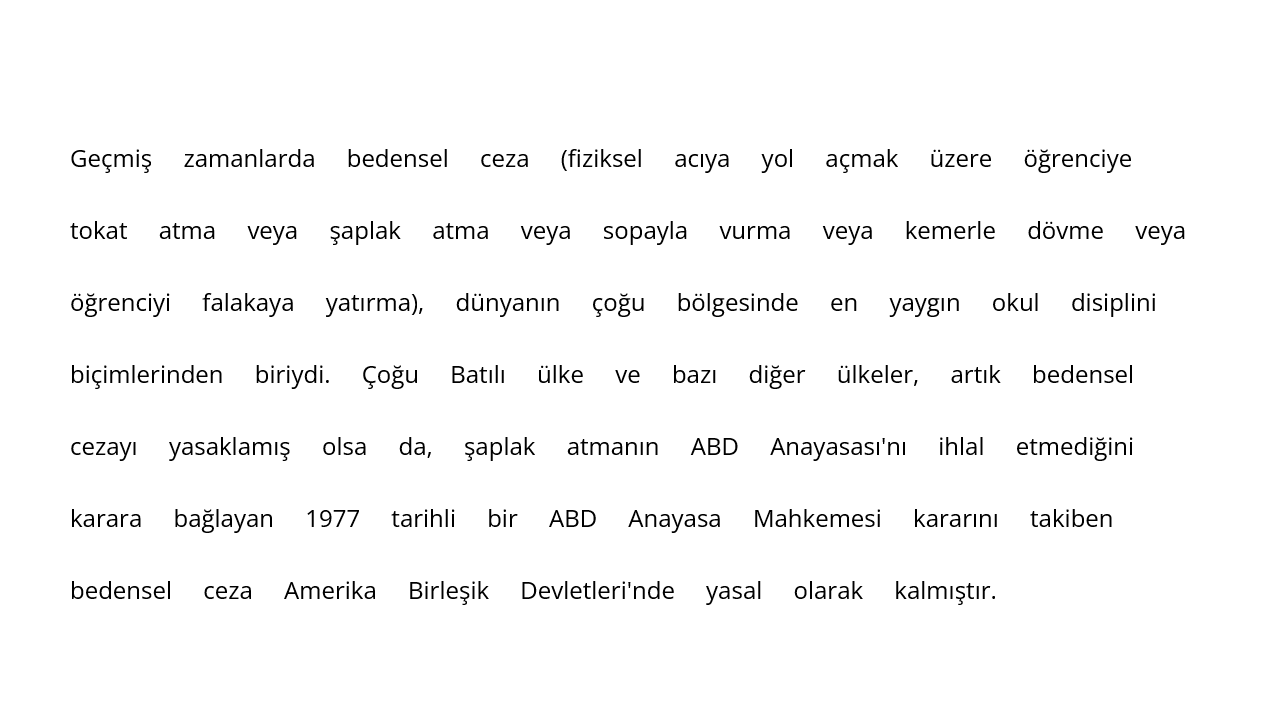 Geçmiş zamanlarda bedensel ceza (fiziksel acıya yol açmak üzere öğrenciye
tokat atma veya şaplak atma veya sopayla vurma veya kemerle dövme veya
öğrenciyi falakaya yatırma), dünyanın çoğu bölgesinde en yaygın okul disiplini
biçimlerinden biriydi. Çoğu Batılı ülke ve bazı diğer ülkeler, artık bedensel
cezayı yasaklamış olsa da, şaplak atmanın ABD Anayasası'nı ihlal etmediğini
karara bağlayan 1977 tarihli bir ABD Anayasa Mahkemesi kararını takiben
bedensel ceza Amerika Birleşik Devletleri'nde yasal olarak kalmıştır.